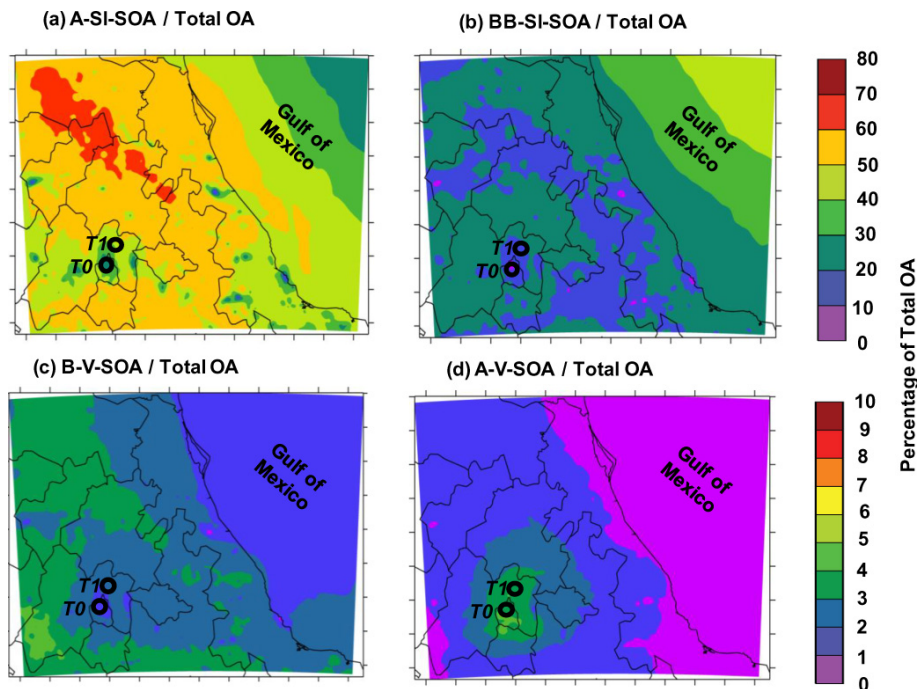 (a) A-SI-SOA / Total OA
(b) BB-SI-SOA / Total OA
Gulf of
Mexico
T1
T0
Gulf of
Mexico
T1
T0
80
70
60
50
40
30
20
10
0
(c) B-V-SOA / Total OA
(d) A-V-SOA / Total OA
Gulf of
Mexico
T1
T0
Gulf of
Mexico
T1
T0
10
9
8
7
6
5
4
3
2
1
0
Percentage of Total OA